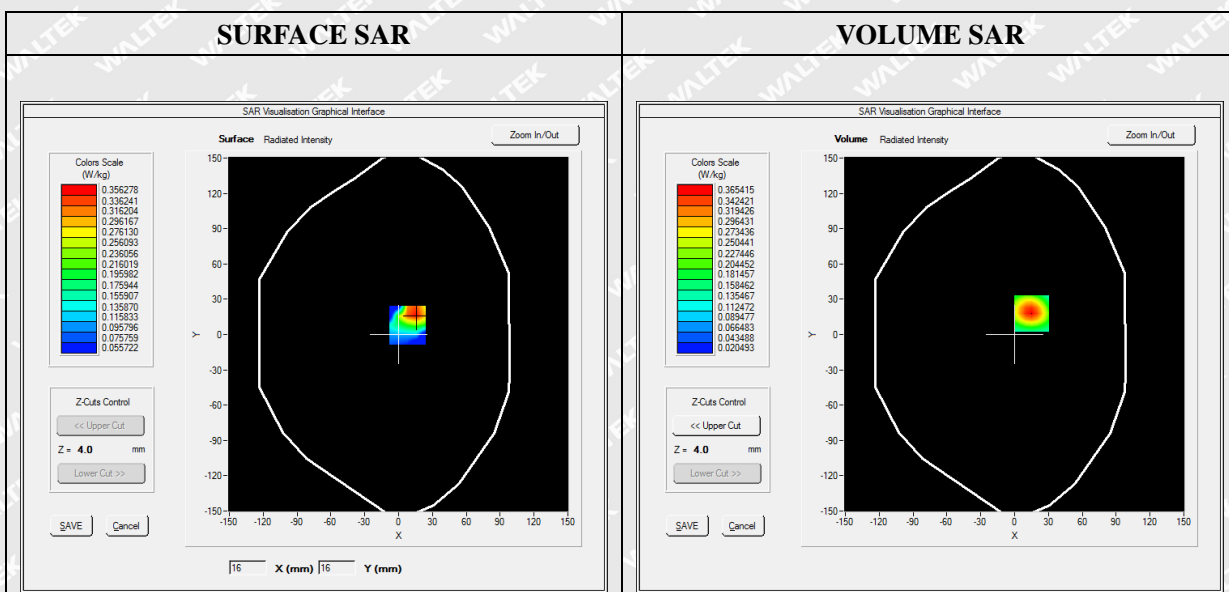 SURFACE SAR
SAR Visualisation Graphical Interface
Surface Radiated Intensity
Zoom In/Out
Colors Scale
(W/kg)
0.356278
0.336241
0.316204
0.296167
0.276130
0.256093
0.236056
0.216019
0.195982
0.175944
0.155907
0.135870
0.115833
0.095796
0.075759
0.055722
Z-Cuts Control
<< Upper Cut
Z = 4.0 mm
Lower Cut >>
SAVE Cancel
150
120
90
60
30
0
-30
-60
-90
-120
-150
Y
-150 -120 -90 -60 -30 0 30 60 90 120 150
X
16 X (mm) 16 Y (mm)
VOLUME SAR
SAR Visualisation Graphical Interface
Volume Radiated Intensity
Zoom In/Out
Colors Scale
(W/kg)
0.365415
0.342421
0.319426
0.296431
0.273436
0.250441
0.227446
0.204452
0.181457
0.158462
0.135467
0.112472
0.089477
0.066483
0.043488
0.020493
Z-Cuts Control
<< Upper Cut
Z = 4.0 mm
Lower Cut >>
SAVE Cancel
150
120
90
60
30
0
-30
-60
-90
-120
-150
Y
-150 -120 -90 -60 -30 0 30 60 90 120 150
X
WALTEK